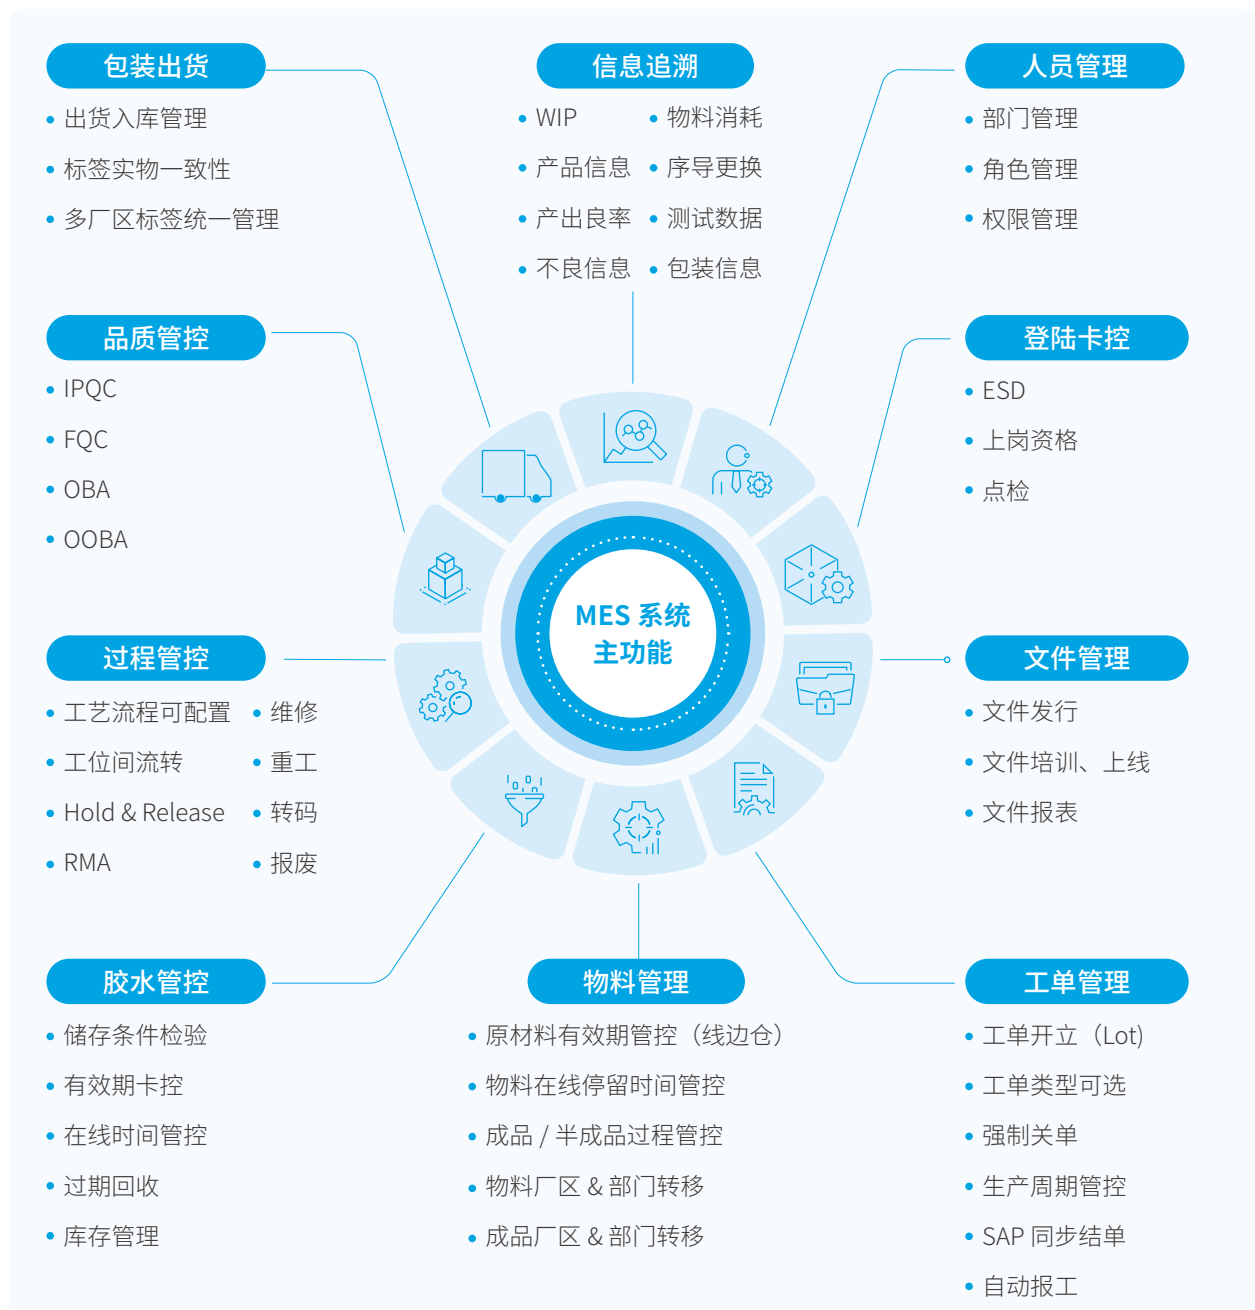 包装出货
出货入库管理
标签实物一致性
多厂区标签统一管理
信息追溯
WIP
物料消耗
产品信息
序导更换
产出良率
测试数据
不良信息
包装信息
人员管理
部门管理
角色管理
权限管理
品质管控
IPQC
FQC
OBA
OOBA
登陆卡控
ESD
上岗资格
点检
MES 系统
主功能
过程管控
工艺流程可配置
维修
工位间流转
重工
Hold & Release
转码
RMA
报废
文件管理
文件发行
文件培训、上线
文件报表
胶水管控
储存条件检验
有效期卡控
在线时间管控
过期回收
库存管理
物料管理
原材料有效期管控（线边仓）
物料在线停留时间管控
成品 / 半成品过程管控
物料厂区 & 部门转移
成品厂区 & 部门转移
工单管理
工单开立（Lot)
工单类型可选
强制关单
生产周期管控
SAP 同步结单
自动报工